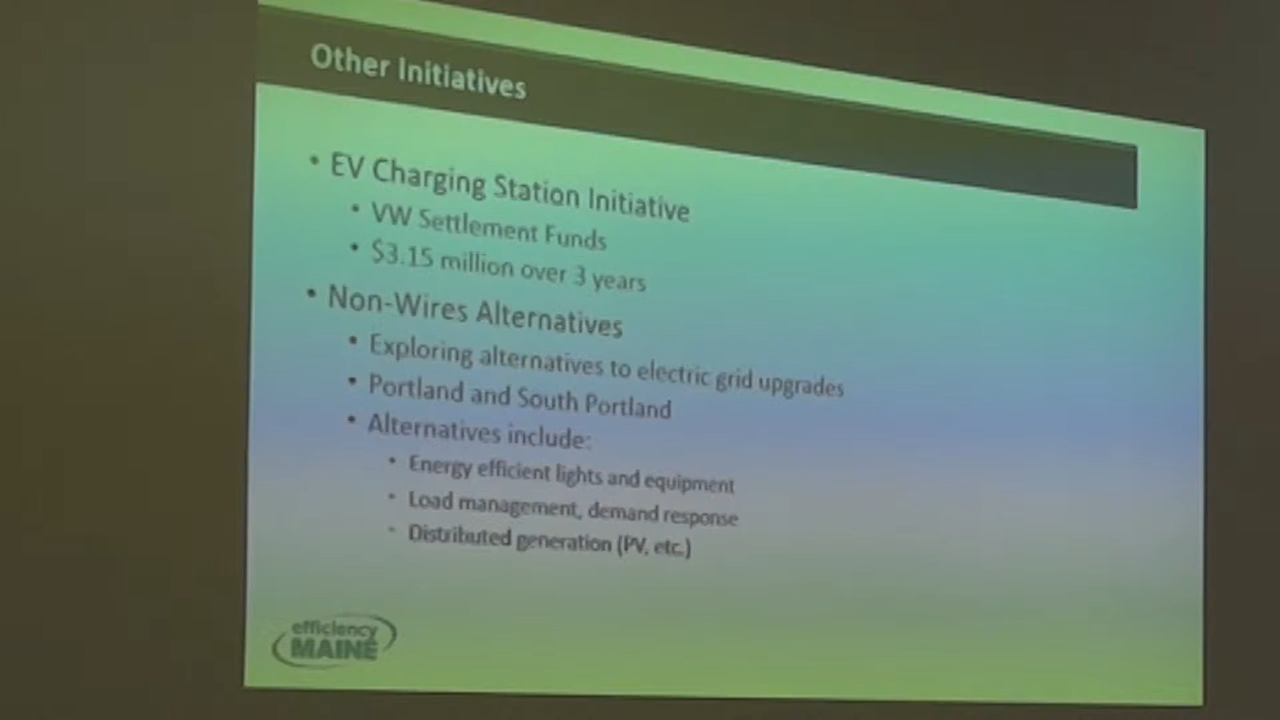 Other Initiatives
• EV Charging Station Initiative
• VW Settlement Funds
• $3.15 million over 3 years
• Non-Wires Alternatives
• Exploring alternatives to electric grid upgrades
• Portland and South Portland
• Alternatives include:
• Energy efficient lights and equipment
• Load management, demand response
• Distributed generation (PV, etc.)
efficiency
MAINE